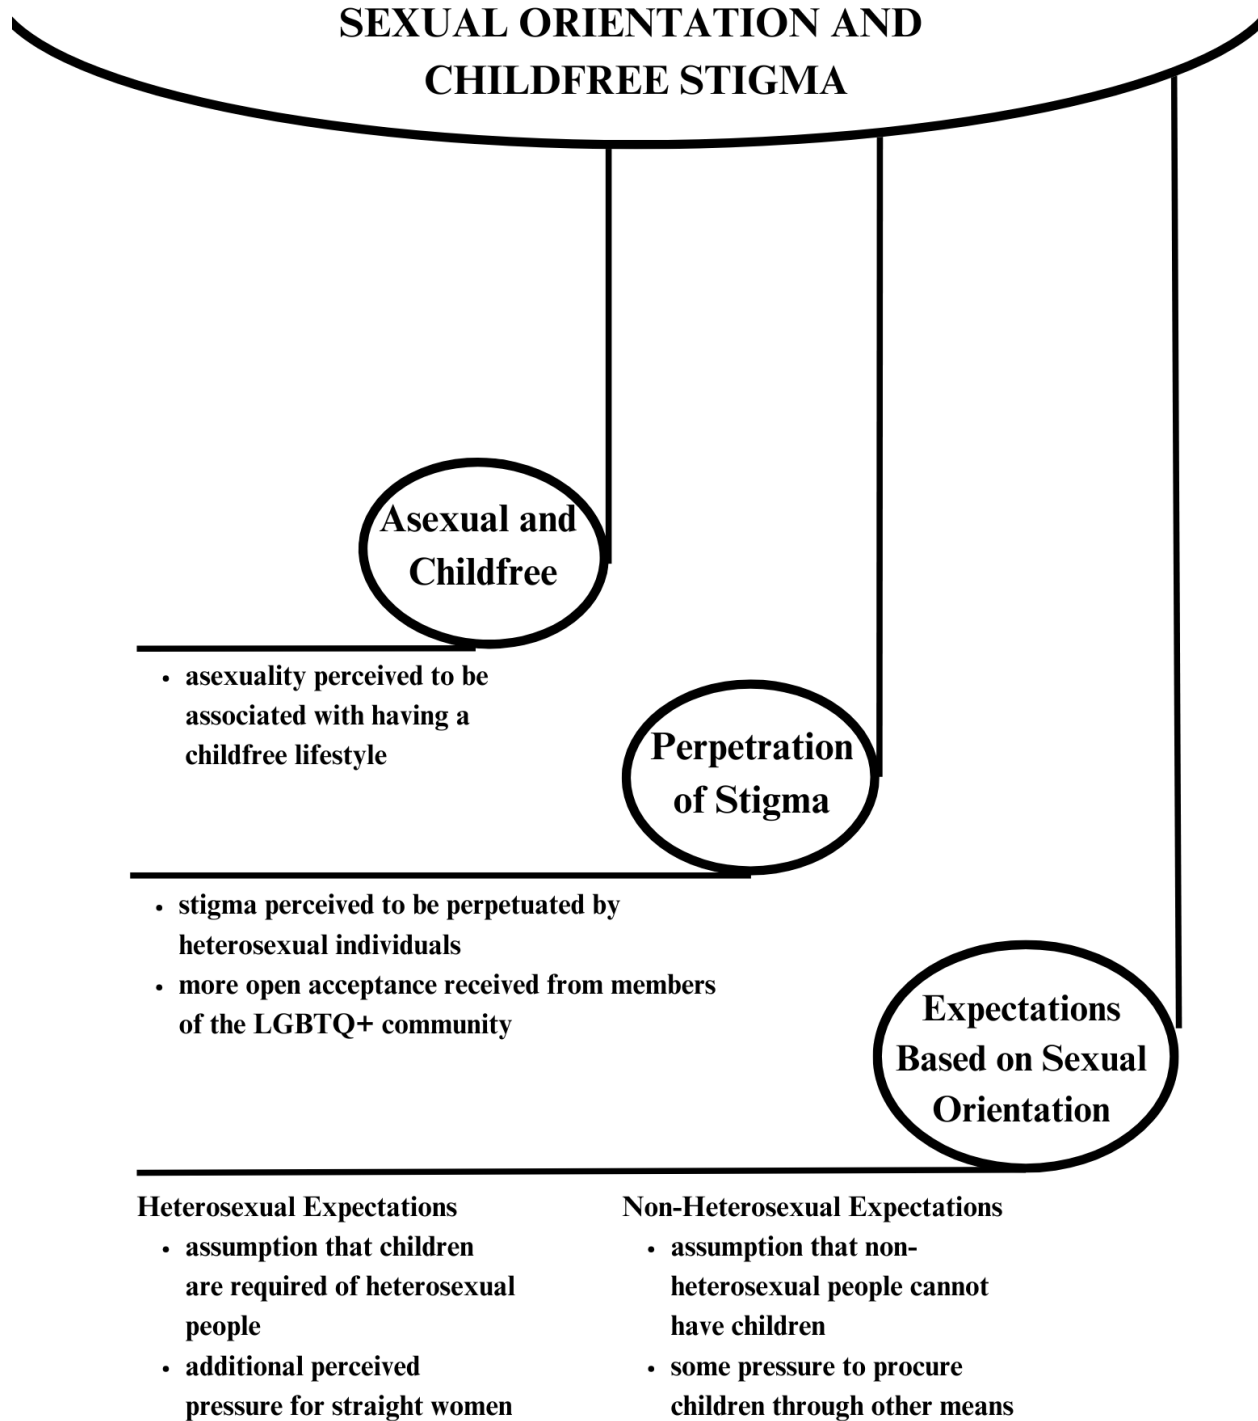 SEXUAL ORIENTATION AND
CHILDFREE STIGMA
Asexual and
Childfree
• asexuality perceived to be
associated with having a
childfree lifestyle
Perpetration
of Stigma
• stigma perceived to be perpetuated by
heterosexual individuals
• more open acceptance received from members
of the LGBTQ+ community
Expectations
Based on Sexual
Orientation
Heterosexual Expectations
• assumption that children
are required of heterosexual
people
• additional perceived
pressure for straight women
Non-Heterosexual Expectations
• assumption that non-
heterosexual people cannot
have children
• some pressure to procure
children through other means